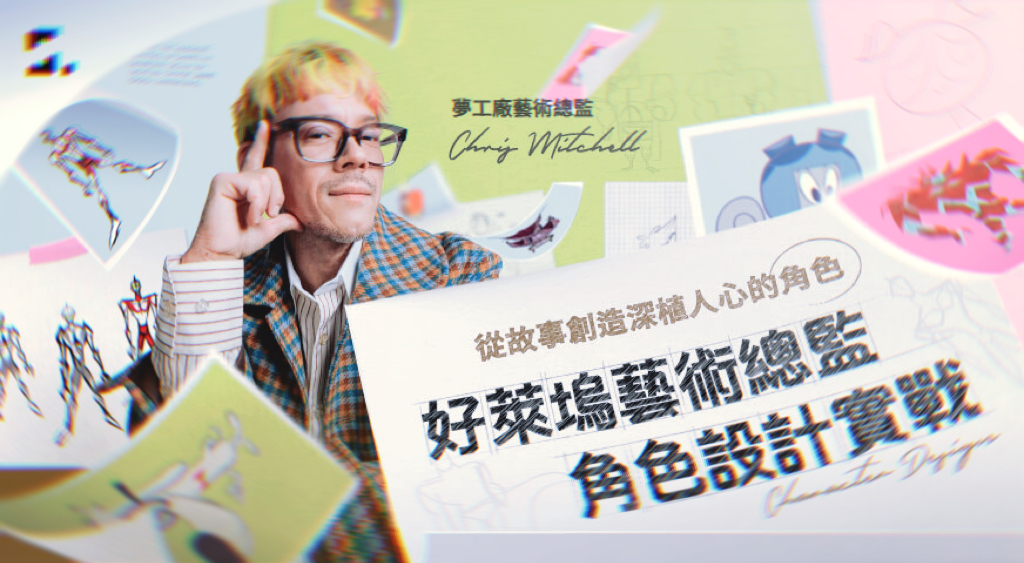 夢工廠藝術總監
Chris Mitchell
從故事創造深植人心的角色
好萊塢藝術總監
角色設計實戰
Character Design